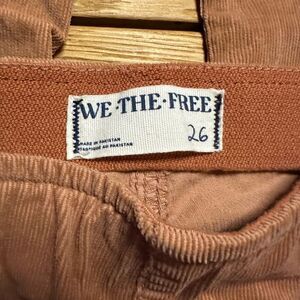 WE·THE·FREE
26
MADE IN PAKISTAN
FABRIQUÉ AU PAKISTAN